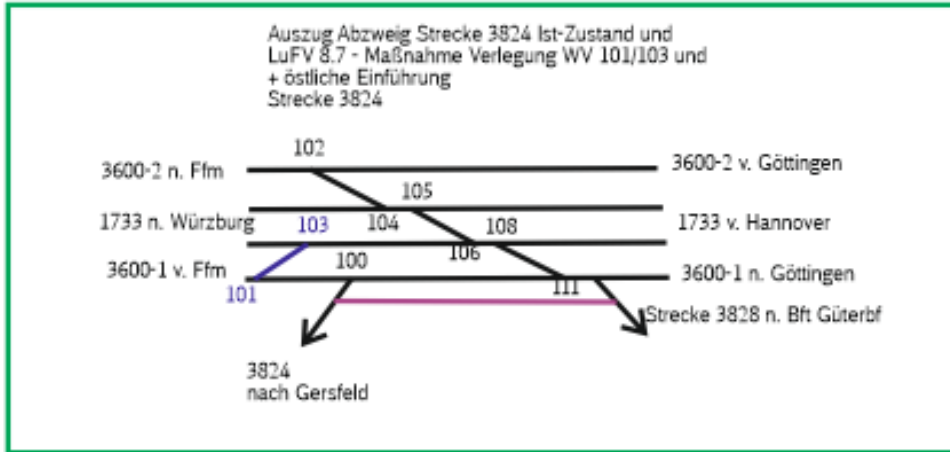 Auszug Abzweig Strecke 3824 Ist-Zustand und
LuFV 8.7 - Maßnahme Verlegung WV 101/103 und
+ östliche Einführung
Strecke 3824
102
3600-2 n. Ffm
3600-2 v. Göttingen
105
1733 n. Würzburg
103
104
108
1733 v. Hannover
106
100
3600-1 v. Ffm
3600-1 n. Göttingen
101
111
Strecke 3828 n. Bft Güterbf
3824
nach Gersfeld